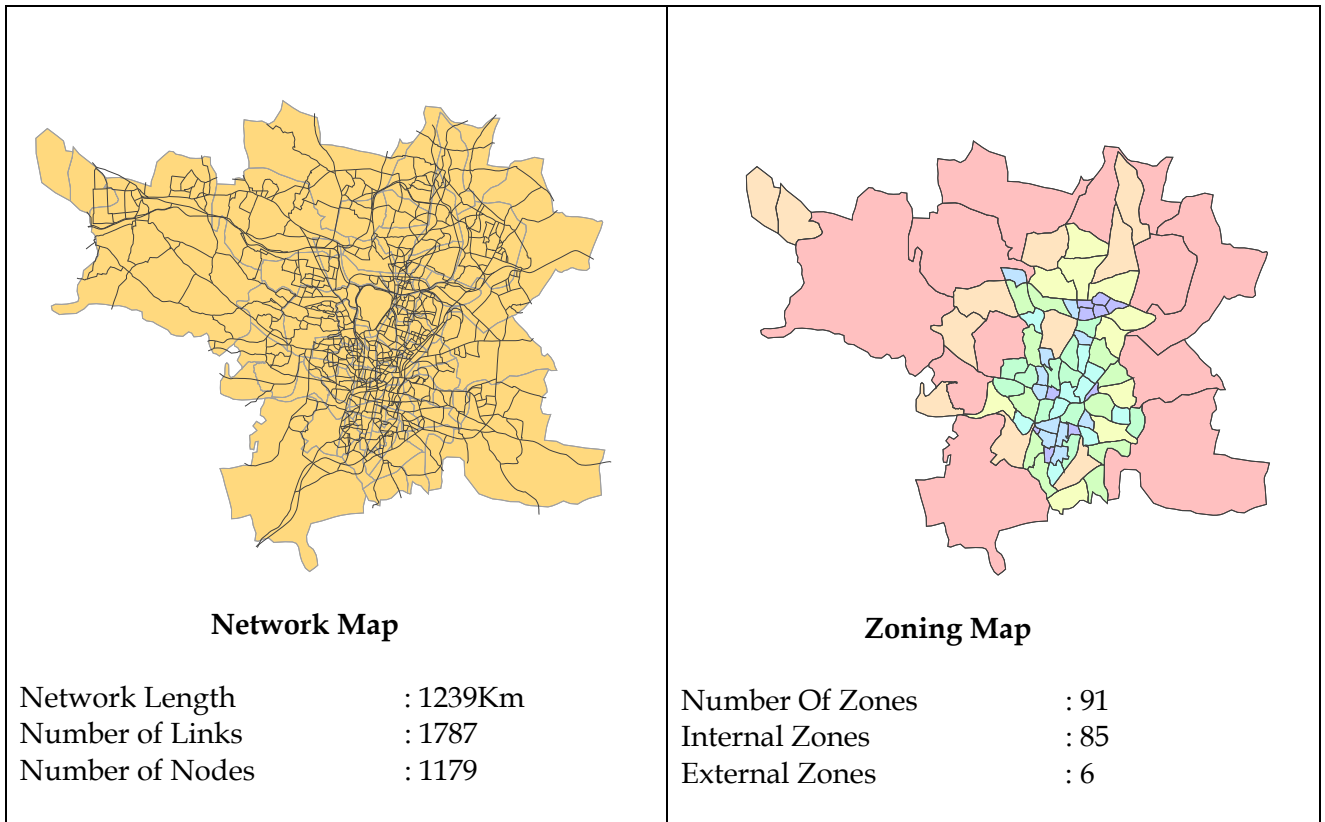 Network Map
Network Length : 1239Km
Number of Links : 1787
Number of Nodes : 1179
Zoning Map
Number Of Zones : 91
Internal Zones : 85
External Zones : 6